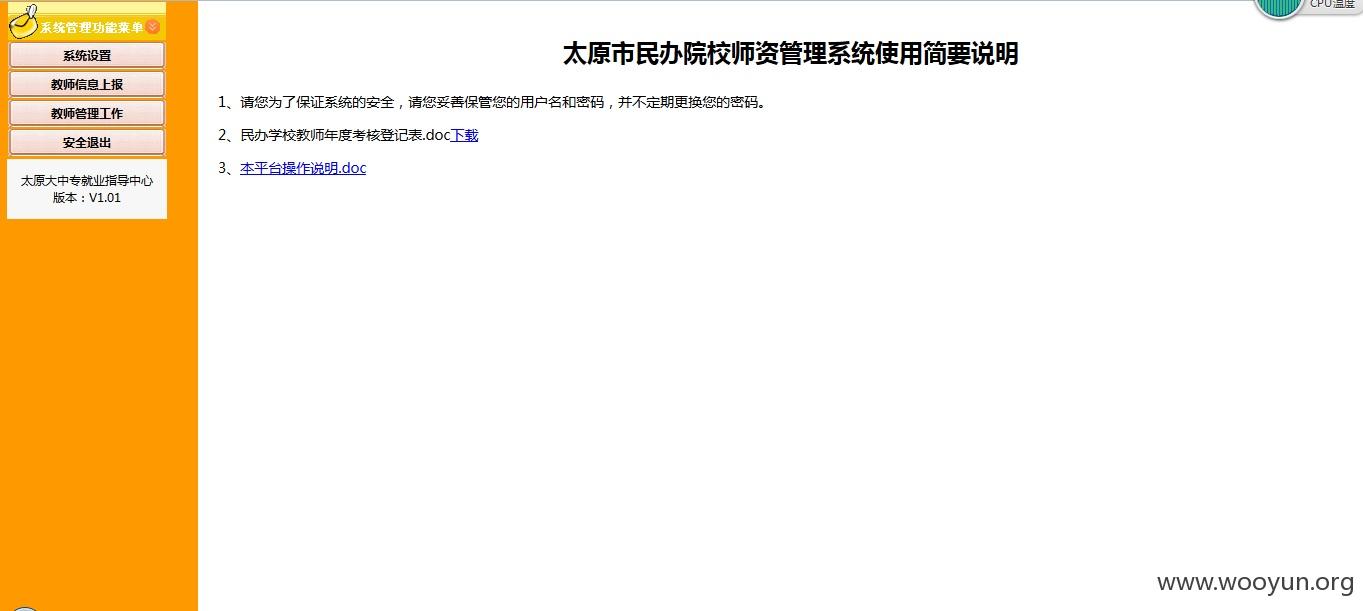 系统管理功能菜单
系统设置
教师信息上报
教师管理工作
安全退出
太原大中专就业指导中心
版本：V1.01
CPU温度
太原市民办院校师资管理系统使用简要说明
1、请您为了保证系统的安全，请您妥善保管您的用户名和密码，并不定期更换您的密码。
2、民办学校教师年度考核登记表.doc下载
3、本平台操作说明.doc
www.wooyun.org